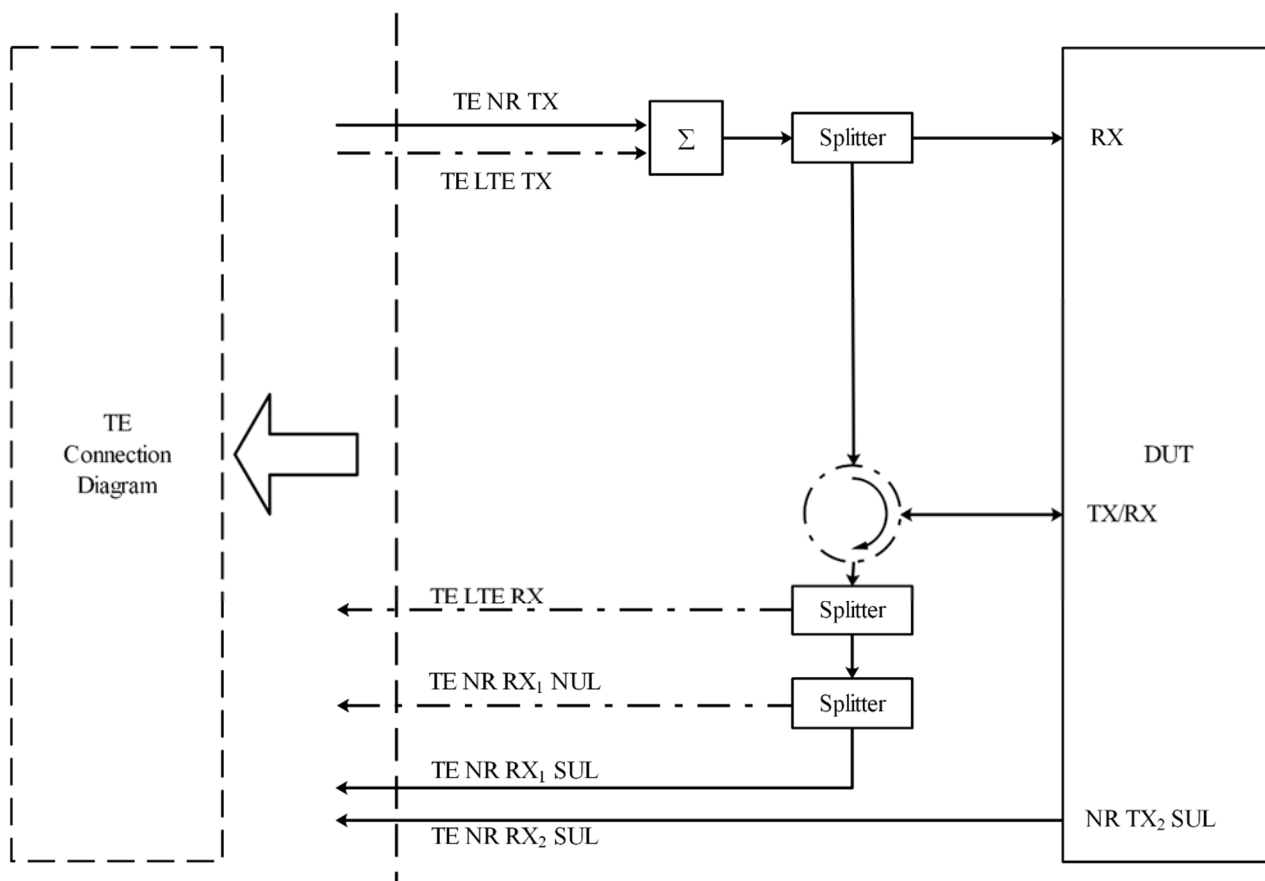 TE NR TX
TE LTE TX
Σ
Splitter
RX
TE
Connection
Diagram
DUT
TX/RX
TE LTE RX
Splitter
TE NR RX₁ NUL
Splitter
TE NR RX₁ SUL
TE NR RX₂ SUL
NR TX₂ SUL